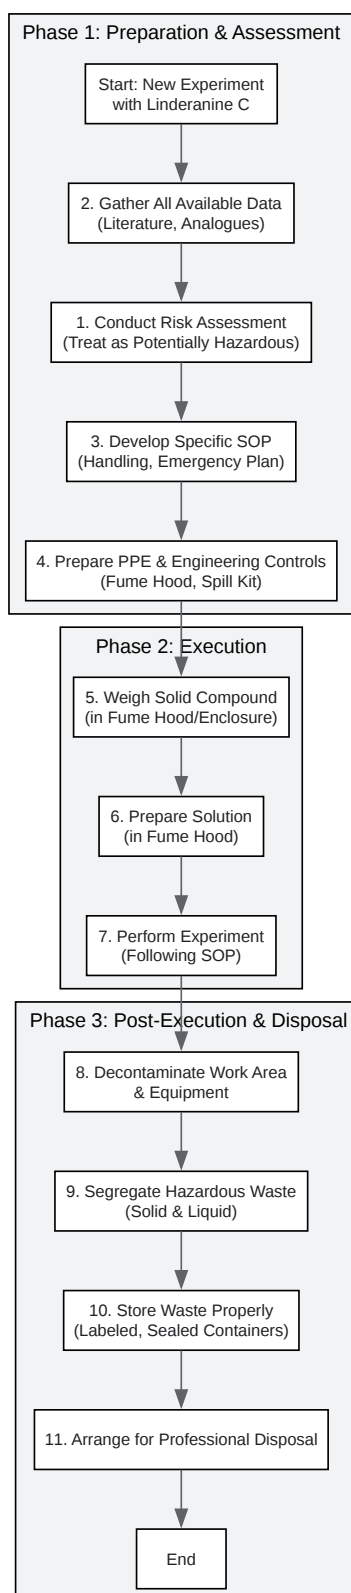 Phase 1: Preparation & Assessment
Start: New Experiment
with Linderanine C
2. Gather All Available Data
(Literature, Analogues)
1. Conduct Risk Assessment
(Treat as Potentially Hazardous)
3. Develop Specific SOP
(Handling, Emergency Plan)
4. Prepare PPE & Engineering Controls
(Fume Hood, Spill Kit)
Phase 2: Execution
5. Weigh Solid Compound
(in Fume Hood/Enclosure)
6. Prepare Solution
(in Fume Hood)
7. Perform Experiment
(Following SOP)
Phase 3: Post-Execution & Disposal
8. Decontaminate Work Area
& Equipment
9. Segregate Hazardous Waste
(Solid & Liquid)
10. Store Waste Properly
(Labeled, Sealed Containers)
11. Arrange for Professional Disposal
End